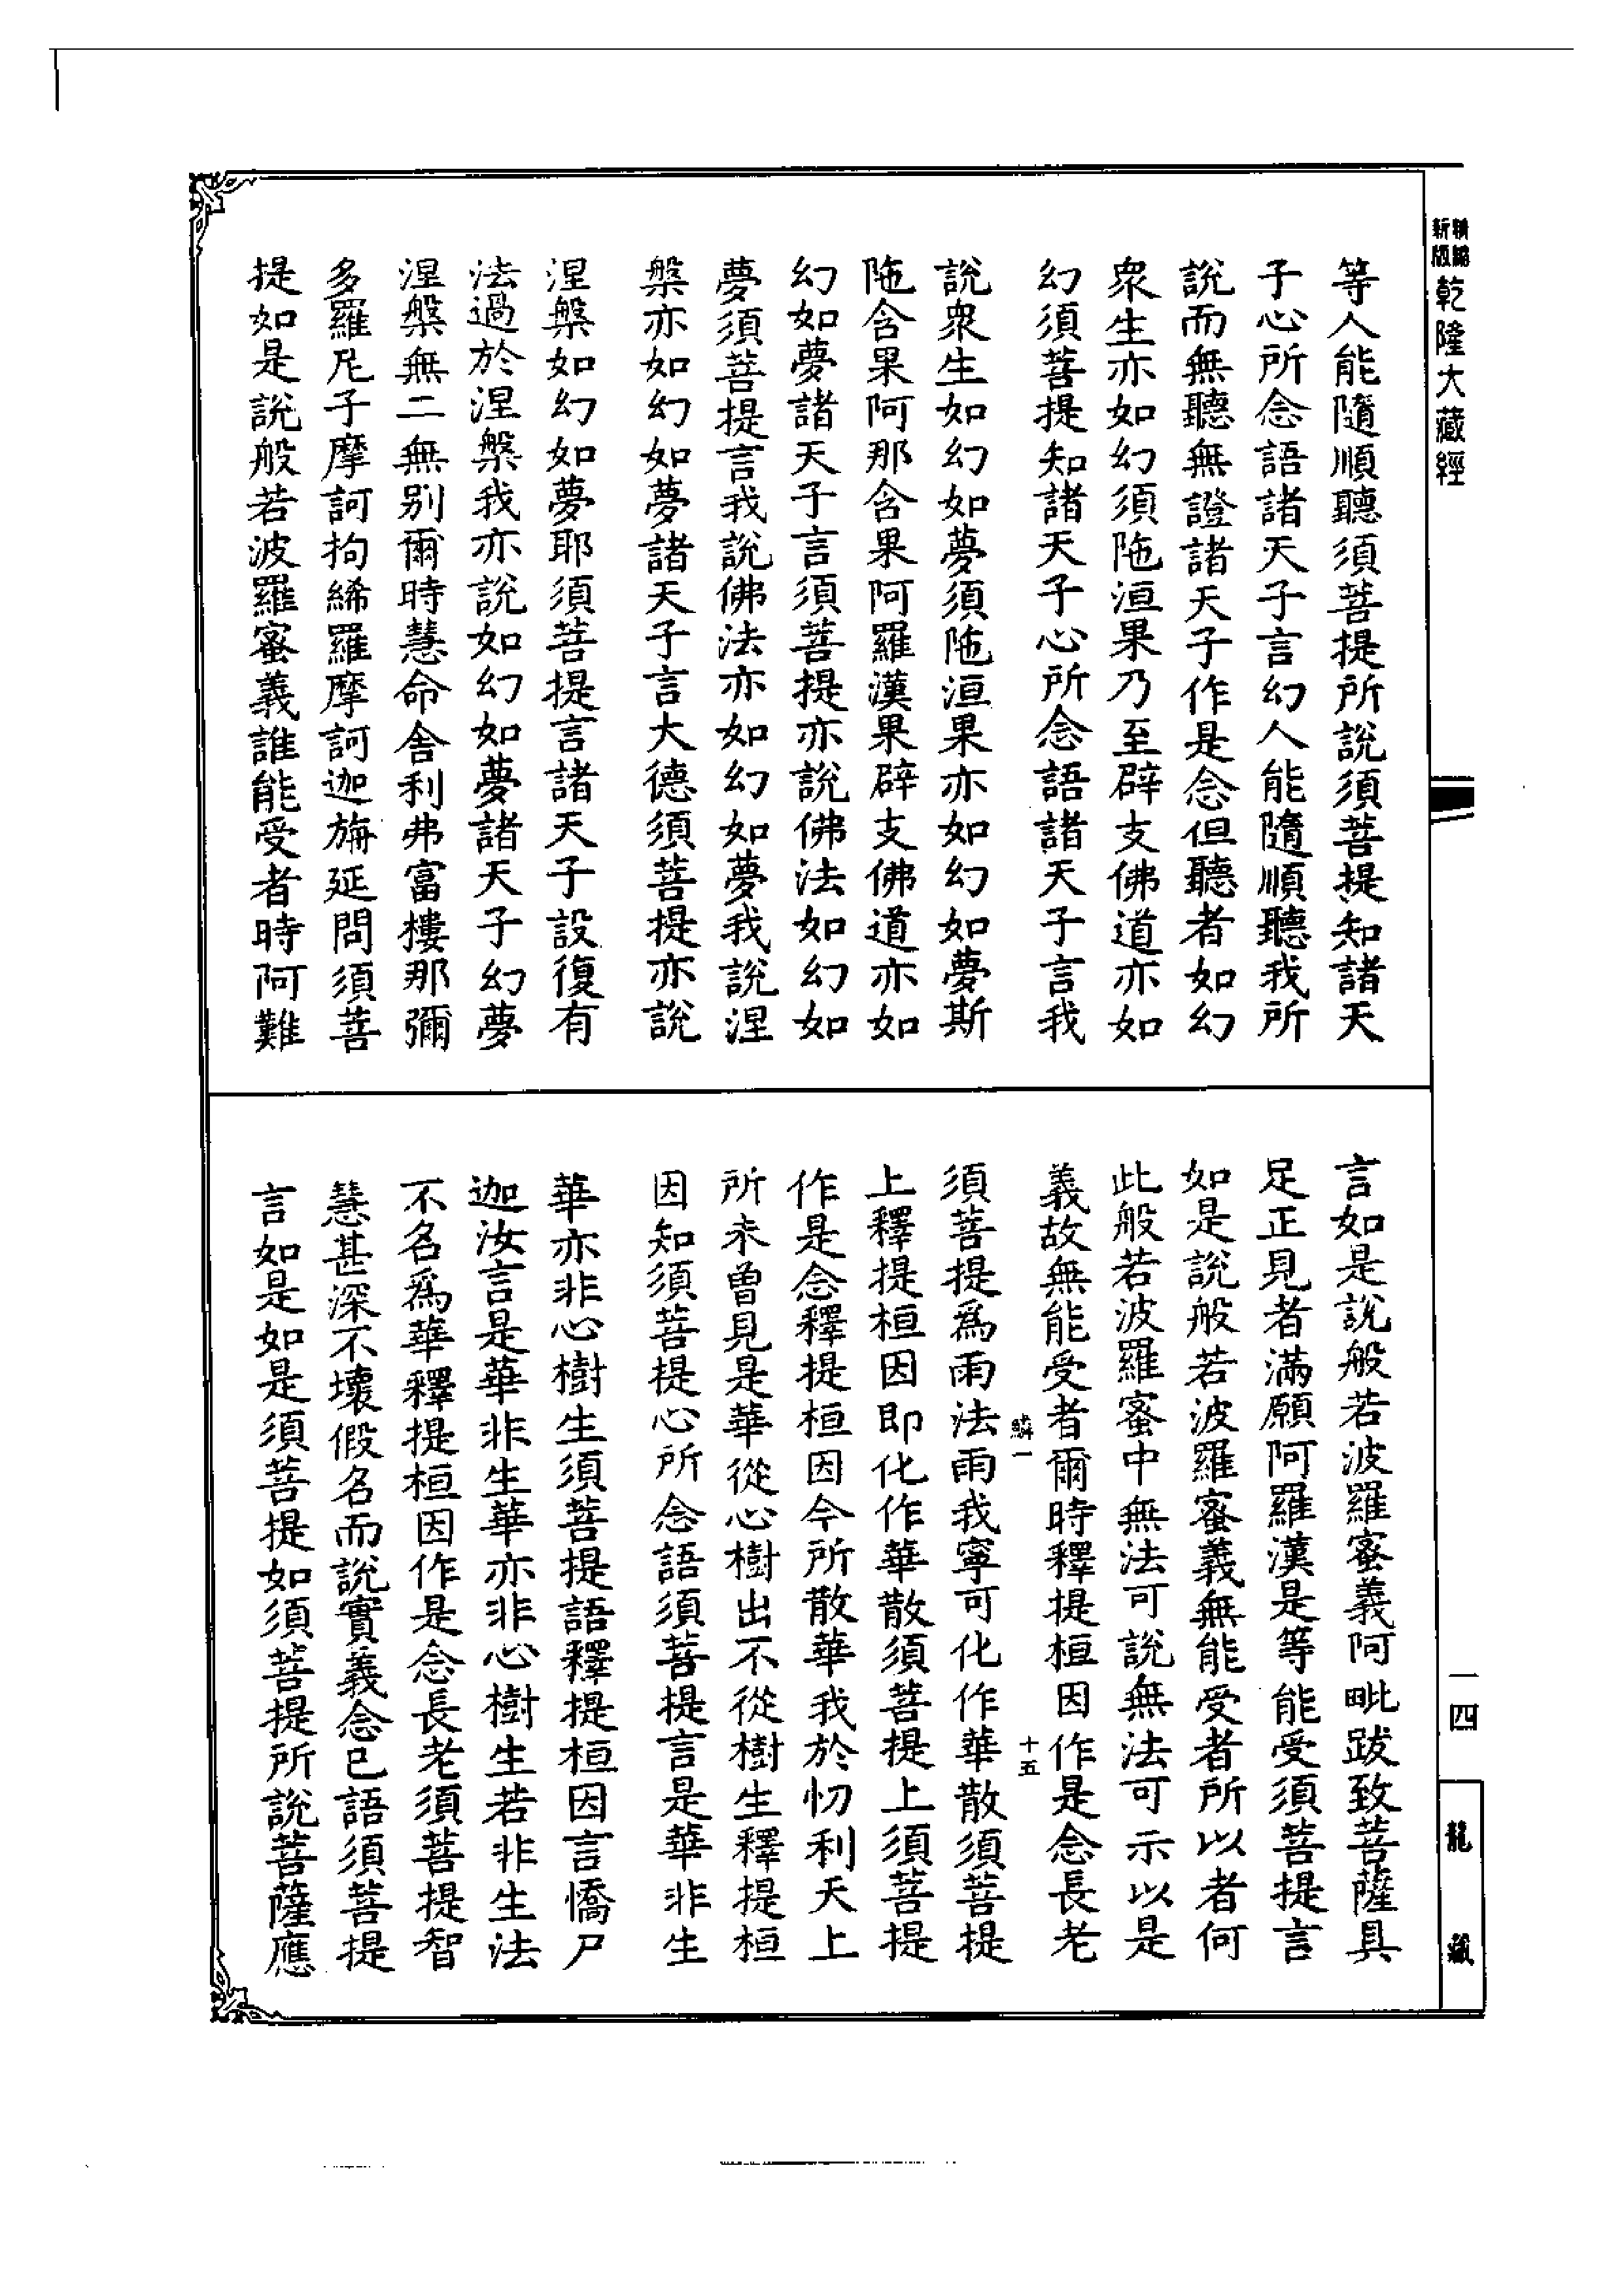 新版
精縮
乾隆大藏經
等人能隨順聽須菩提所說須菩提知諸天
子心所念語諸天子言幻人能隨順聽我所
說而無聽無證諸天子作是念但聽者如幻
衆生亦如幻須陁洹果乃至辟支佛道亦如
幻須菩提知諸天子心所念語諸天子言我
說衆生如幻如夢須陁洹果亦如幻如夢斯
陁含果阿那含果阿羅漢果辟支佛道亦如
幻如夢諸天子言須菩提亦說佛法如幻如
夢須菩提言我說佛法亦如幻如夢我說涅
槃亦如幻如夢諸天子言大德須菩提亦說
涅槃如幻如夢耶須菩提言諸天子設復有
法過於涅槃我亦說如幻如夢諸天子幻夢
涅槃無二無別爾時慧命舍利弗富樓那彌
多羅尼子摩訶拘絺羅摩訶迦旃延問須菩
提如是說般若波羅蜜義誰能受者時阿難
一四
龍藏
言如是說般若波羅蜜義阿毗跋致菩薩具
足正見者滿願阿羅漢是等能受須菩提言
如是說般若波羅蜜義無能受者所以者何
此般若波羅蜜中無法可說無法可示以是
義故無能受者爾時釋提桓因作是念長老
鱗一 十五
須菩提爲雨法雨我寧可化作華散須菩提
上釋提桓因即化作華散須菩提上須菩提
作是念釋提桓因今所散華我於忉利天上
所未曾見是華從心樹出不從樹生釋提桓
因知須菩提心所念語須菩提言是華非生
華亦非心樹生須菩提語釋提桓因言憍尸
迦汝言是華非生華亦非心樹生若非生法
不名爲華釋提桓因作是念長老須菩提智
慧甚深不壞假名而說實義念已語須菩提
言如是如是須菩提如須菩提所說菩薩應